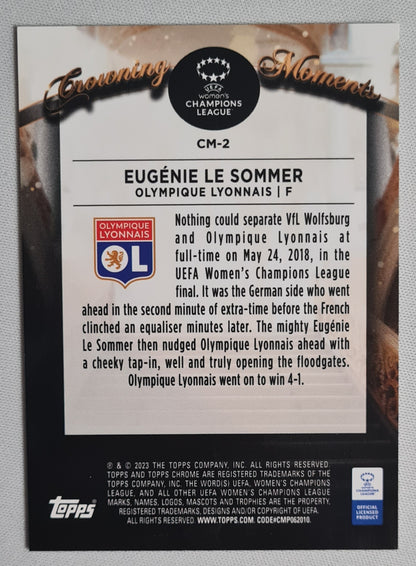 Crowning Moments
UEFA
women's
CHAMPIONS
LEAGUE
CM-2
EUGÉNIE LE SOMMER
OLYMPIQUE LYONNAIS | F
OLYMPIQUE
LYONNAIS
OL
Nothing could separate VfL Wolfsburg
and Olympique Lyonnais at
full-time on May 24, 2018, in the
UEFA Women's Champions League
final. It was the German side who went
ahead in the second minute of extra-time before the French
clinched an equaliser minutes later. The mighty Eugénie
Le Sommer then nudged Olympique Lyonnais ahead with
a cheeky tap-in, well and truly opening the floodgates.
Olympique Lyonnais went on to win 4-1.
® & © 2023 THE TOPPS COMPANY, INC. ALL RIGHTS RESERVED.
TOPPS AND TOPPS CHROME ARE REGISTERED TRADEMARKS OF THE
TOPPS COMPANY, INC. THE WORD(S) UEFA, WOMEN'S CHAMPIONS
LEAGUE, AND ALL OTHER UEFA WOMEN'S CHAMPIONS LEAGUE
MARKS, NAMES, LOGOS, MASCOTS AND TROPHIES ARE THE PROPERTY,
REGISTERED TRADEMARKS, DESIGNS AND/OR COPYRIGHT OF UEFA.
ALL RIGHTS RESERVED. WWW.TOPPS.COM. CODE#CMP062010.
Topps
UEFA
women's
CHAMPIONS
LEAGUE
OFFICIAL
LICENSED
PRODUCT